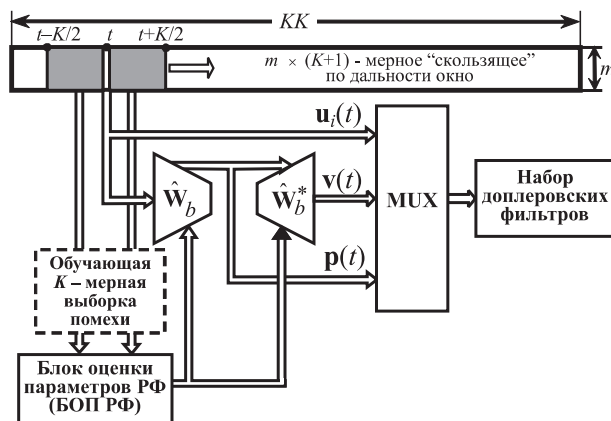 KK
t–K/2 t t+K/2
m × (K+1) - мерное “скользящее”
по дальности окно
m
u_i(t)
Ŵ_b
Ŵ_b^*
v(t)
MUX
Набор
доплеровских
фильтров
p(t)
Обучающая
K – мерная
выборка
помехи
Блок оценки
параметров РФ
(БОП РФ)